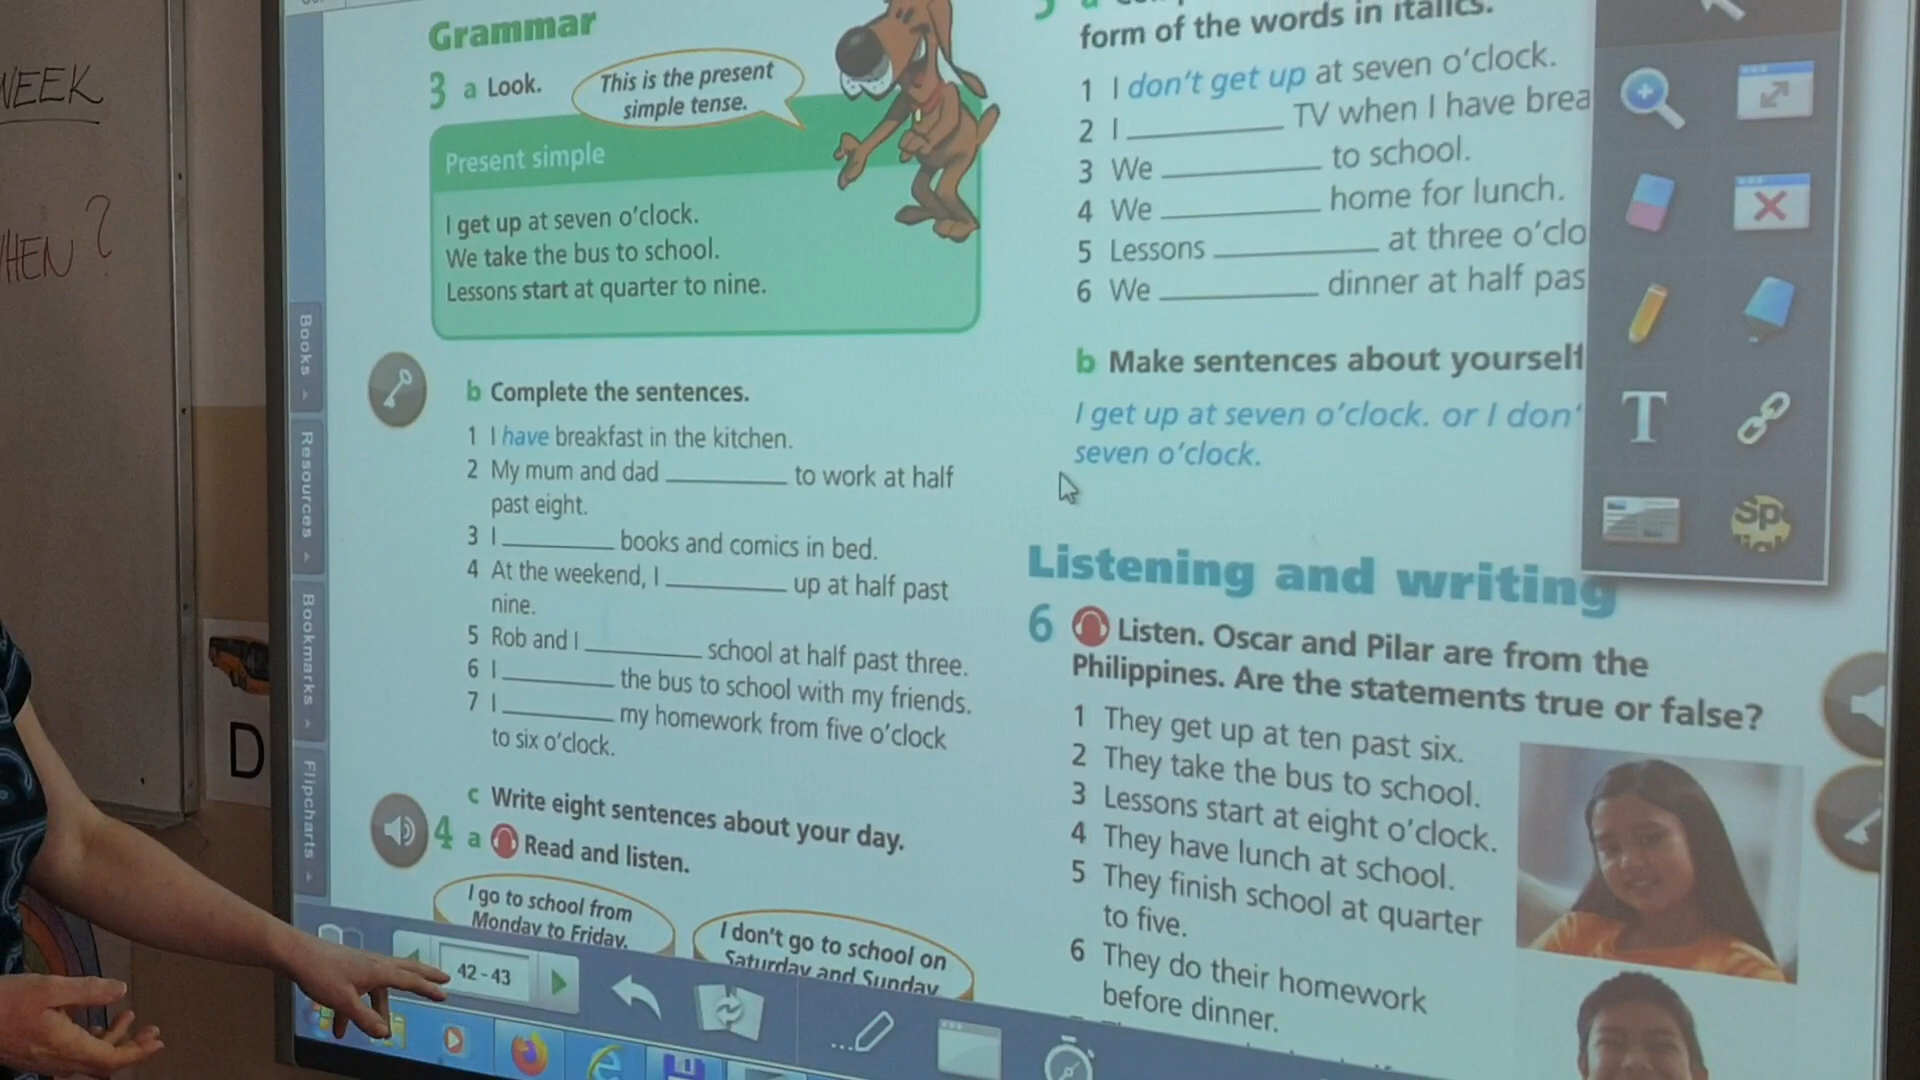 WEEK
WHEN?
D
Books
Resources
Bookmarks
Flipcharts
Grammar
3 a Look.
This is the present
simple tense.
Present simple
I get up at seven o'clock.
We take the bus to school.
Lessons start at quarter to nine.
b Complete the sentences.
1 I have breakfast in the kitchen.
2 My mum and dad ________ to work at half
past eight.
3 I ________ books and comics in bed.
4 At the weekend, I ________ up at half past
nine.
5 Rob and I ________ school at half past three.
6 I ________ the bus to school with my friends.
7 I ________ my homework from five o'clock
to six o'clock.
c Write eight sentences about your day.
4 a Read and listen.
I go to school from
Monday to Friday.
I don't go to school on
Saturday and Sunday
42 - 43
form of the words in italics.
1 I don't get up at seven o'clock.
2 I ________ TV when I have brea
3 We ________ to school.
4 We ________ home for lunch.
5 Lessons ________ at three o'clo
6 We ________ dinner at half pas
b Make sentences about yourself
I get up at seven o'clock. or I don'
seven o'clock.
Listening and writing
6 Listen. Oscar and Pilar are from the
Philippines. Are the statements true or false?
1 They get up at ten past six.
2 They take the bus to school.
3 Lessons start at eight o'clock.
4 They have lunch at school.
5 They finish school at quarter
to five.
6 They do their homework
before dinner.
T